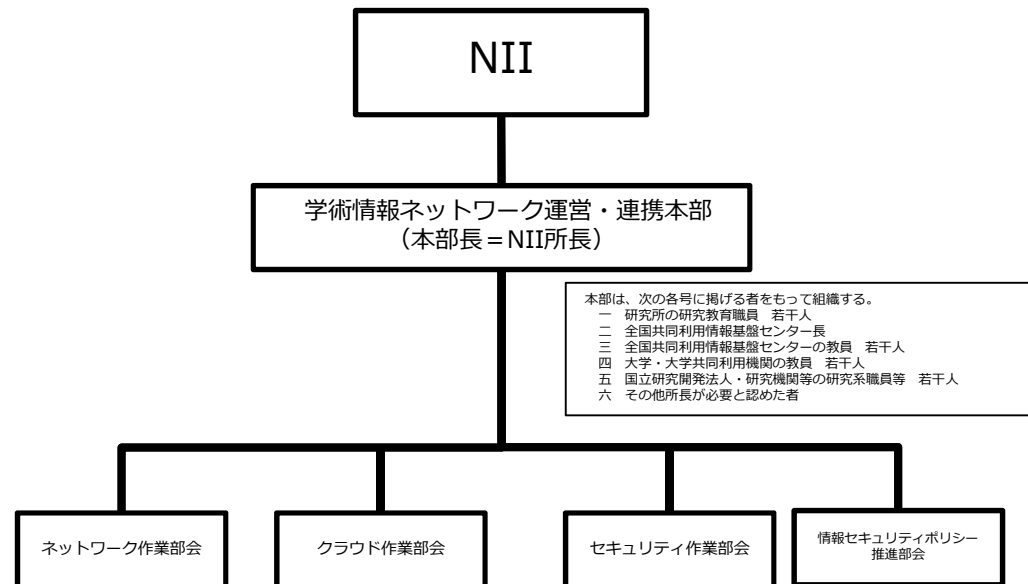 NII
学術情報ネットワーク運営・連携本部
（本部長＝NII所長）
本部は、次の各号に掲げる者をもって組織する。
一　研究所の研究教育職員　若干人
二　全国共同利用情報基盤センター長
三　全国共同利用情報基盤センターの教員　若干人
四　大学・大学共同利用機関の教員　若干人
五　国立研究開発法人・研究機関等の研究系職員等　若干人
六　その他所長が必要と認めた者
ネットワーク作業部会
クラウド作業部会
セキュリティ作業部会
情報セキュリティポリシー
推進部会